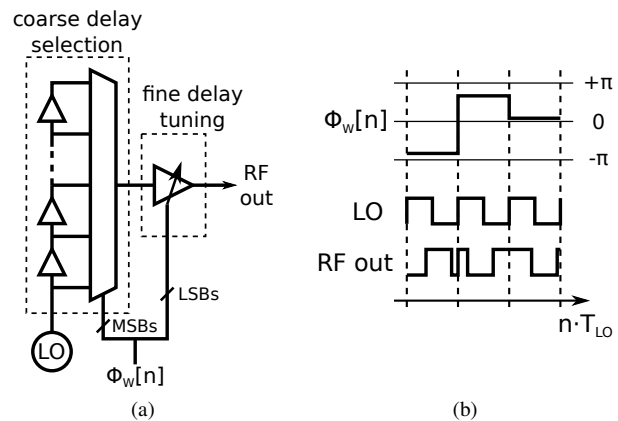 coarse delay
selection
fine delay
tuning
RF
out
LSBs
MSBs
LO
Φw[n]
(a)
+π
Φw[n]
0
-π
LO
RF out
n·TLO
(b)